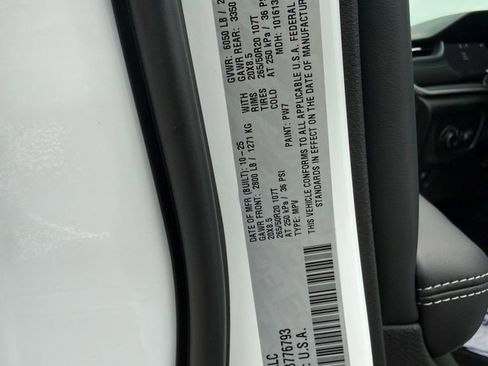 LLC
776793
: U.S.A.
DATE OF MFR (BUILT): 10-25
GVWR: 6050 LB / 2
GAWR FRONT: 2800 LB / 1271 KG
WITH
GAWR REAR: 3350
20X8.5
RIMS
20X8.5
265/50R20 107T
TIRES
265/50R20 107T
AT 250 kPa / 36 PSI
COLD
AT 250 kPa / 36 PSI
TYPE: MPV
PAINT: PW7
MDH: 101613
THIS VEHICLE CONFORMS TO ALL APPLICABLE U.S.A. FEDERAL
STANDARDS IN EFFECT ON THE DATE OF MANUFACTURE